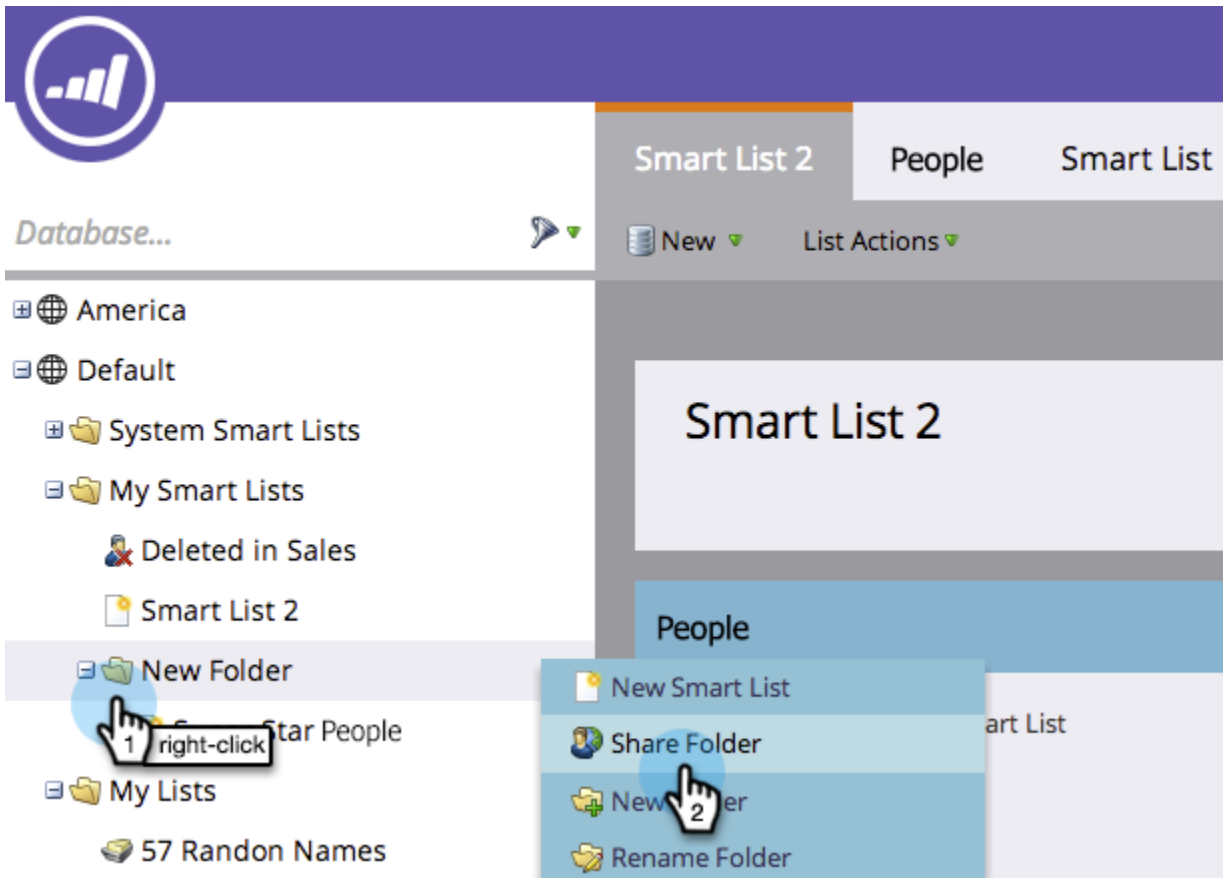 Smart List 2
People
Smart List
Database...
New
List Actions
America
Default
System Smart Lists
My Smart Lists
Deleted in Sales
Smart List 2
New Folder
Star People
1 right-click
My Lists
57 Randon Names
Smart List 2
People
New Smart List
art List
Share Folder
2
New er
Rename Folder